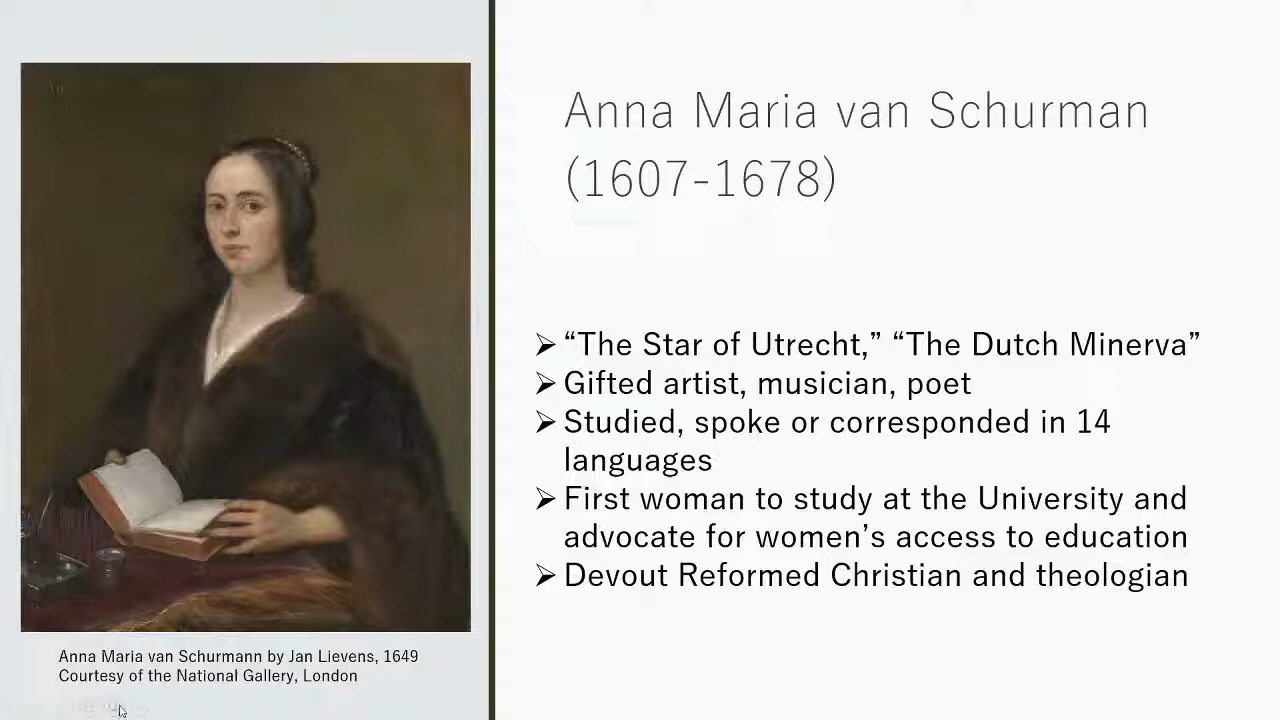 Anna Maria van Schurman
(1607-1678)
➢ “The Star of Utrecht,” “The Dutch Minerva”
➢ Gifted artist, musician, poet
➢ Studied, spoke or corresponded in 14
languages
➢ First woman to study at the University and
advocate for women’s access to education
➢ Devout Reformed Christian and theologian
Anna Maria van Schurmann by Jan Lievens, 1649
Courtesy of the National Gallery, London